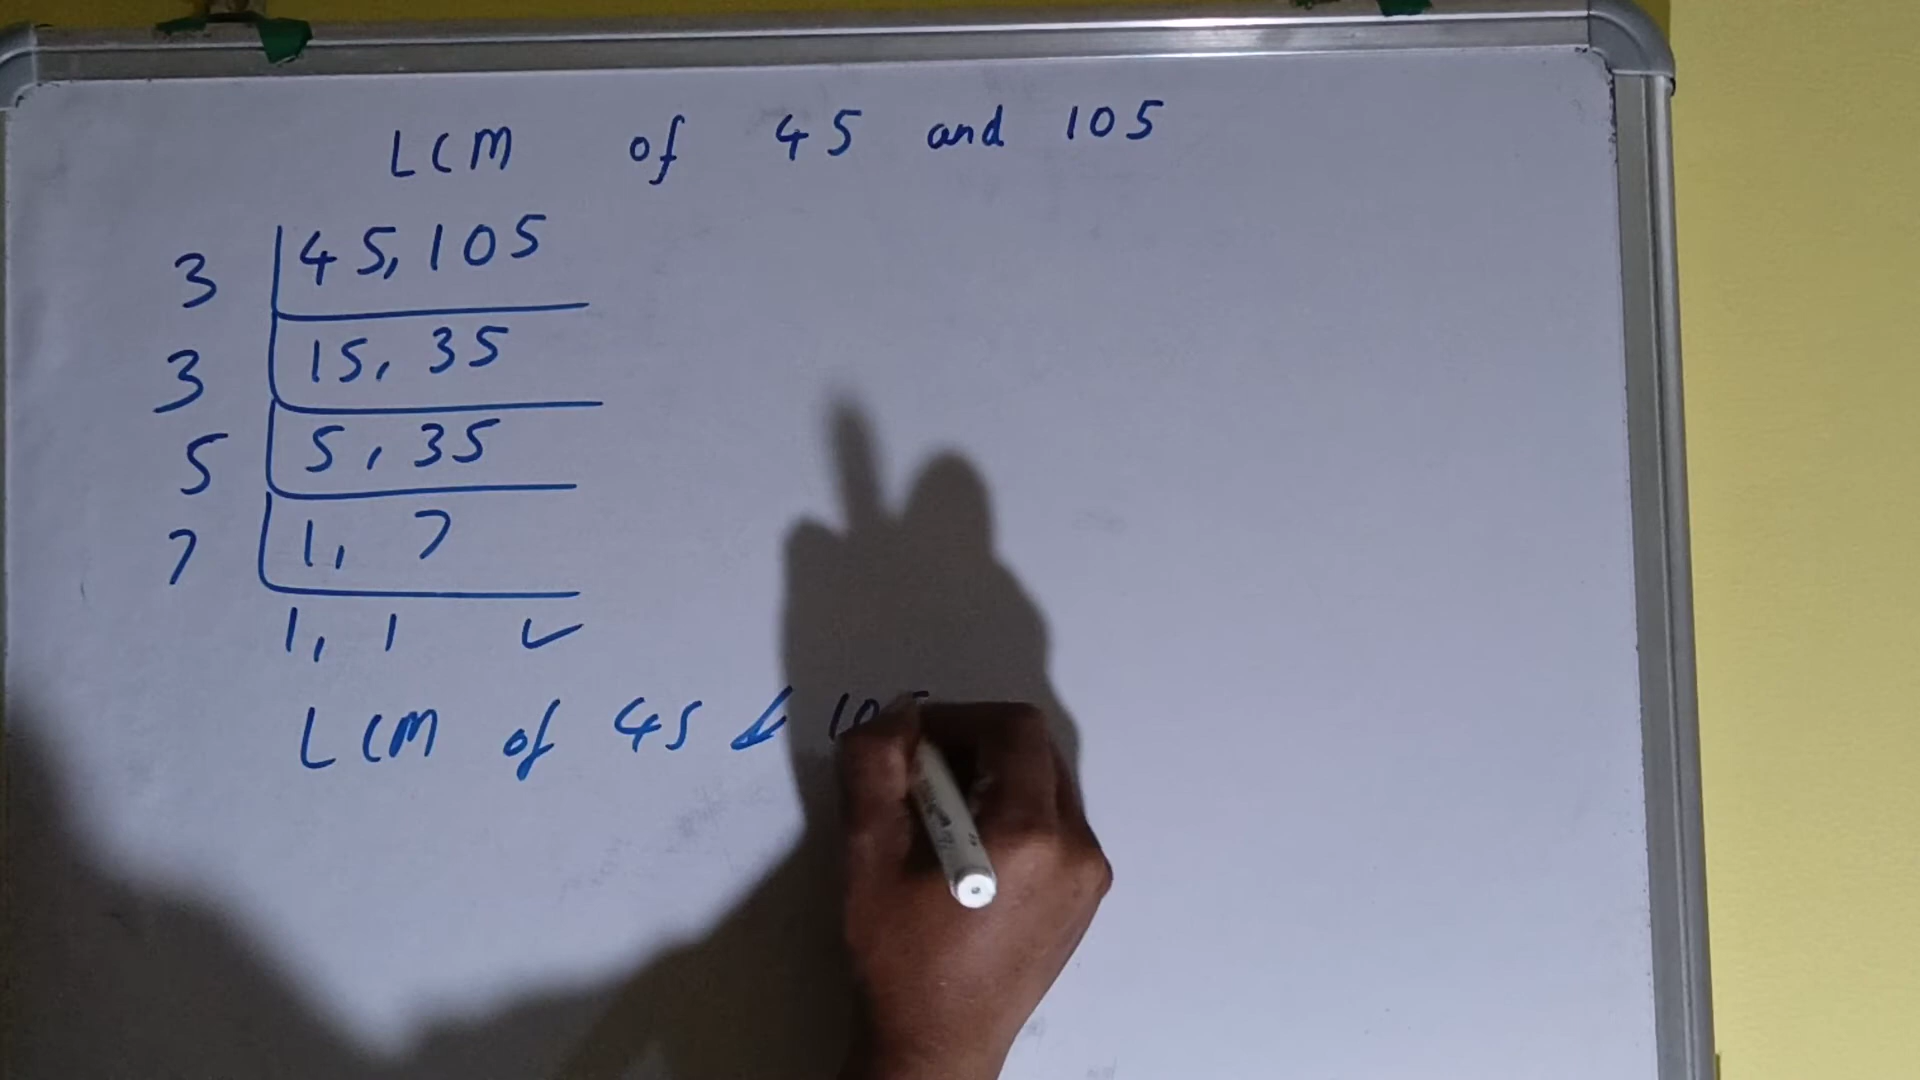 LCM of 45 and 105
3 45, 105
3 15, 35
5 5, 35
7 1, 7
1, 1 ✓
LCM of 45 & 105